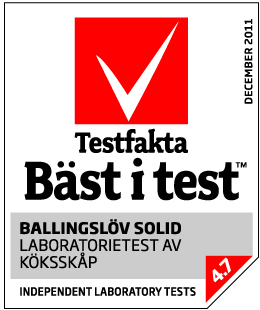 DECEMBER 2011
Testfakta
Bäst i test™
BALLINGSLÖV SOLID
LABORATORIETEST AV
KÖKSSKÅP
4.7
INDEPENDENT LABORATORY TESTS